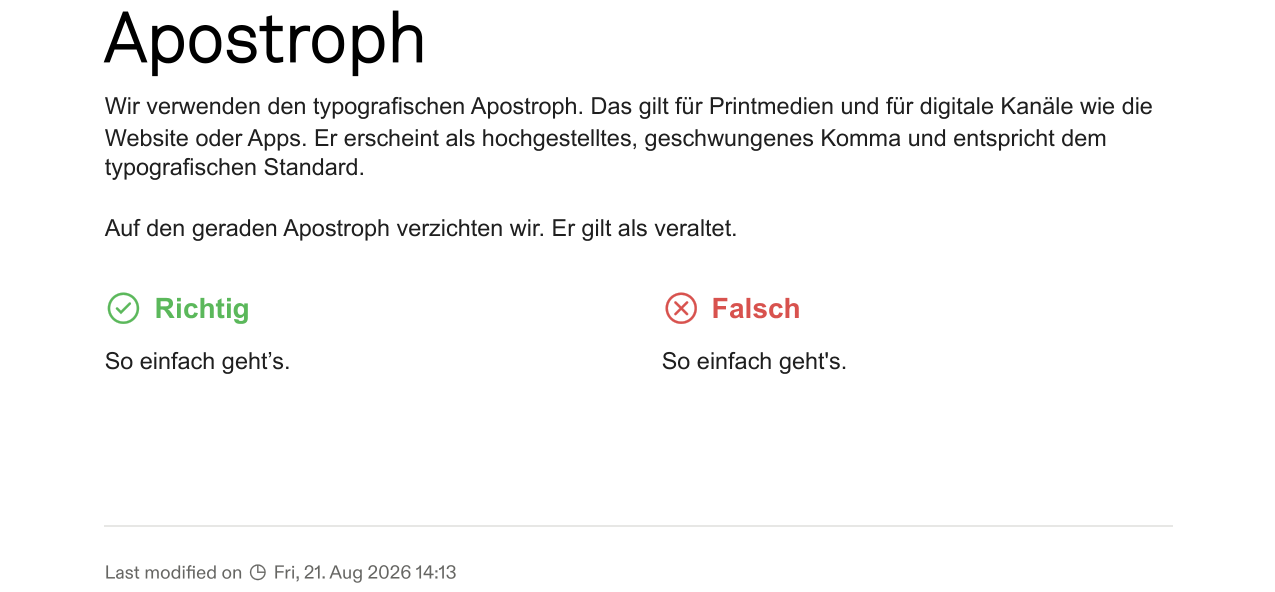 Apostroph
Wir verwenden den typografischen Apostroph. Das gilt für Printmedien und für digitale Kanäle wie die
Website oder Apps. Er erscheint als hochgestelltes, geschwungenes Komma und entspricht dem
typografischen Standard.
Auf den geraden Apostroph verzichten wir. Er gilt als veraltet.
Richtig
So einfach geht’s.
Falsch
So einfach geht's.
Last modified on Fri, 21. Aug 2026 14:13